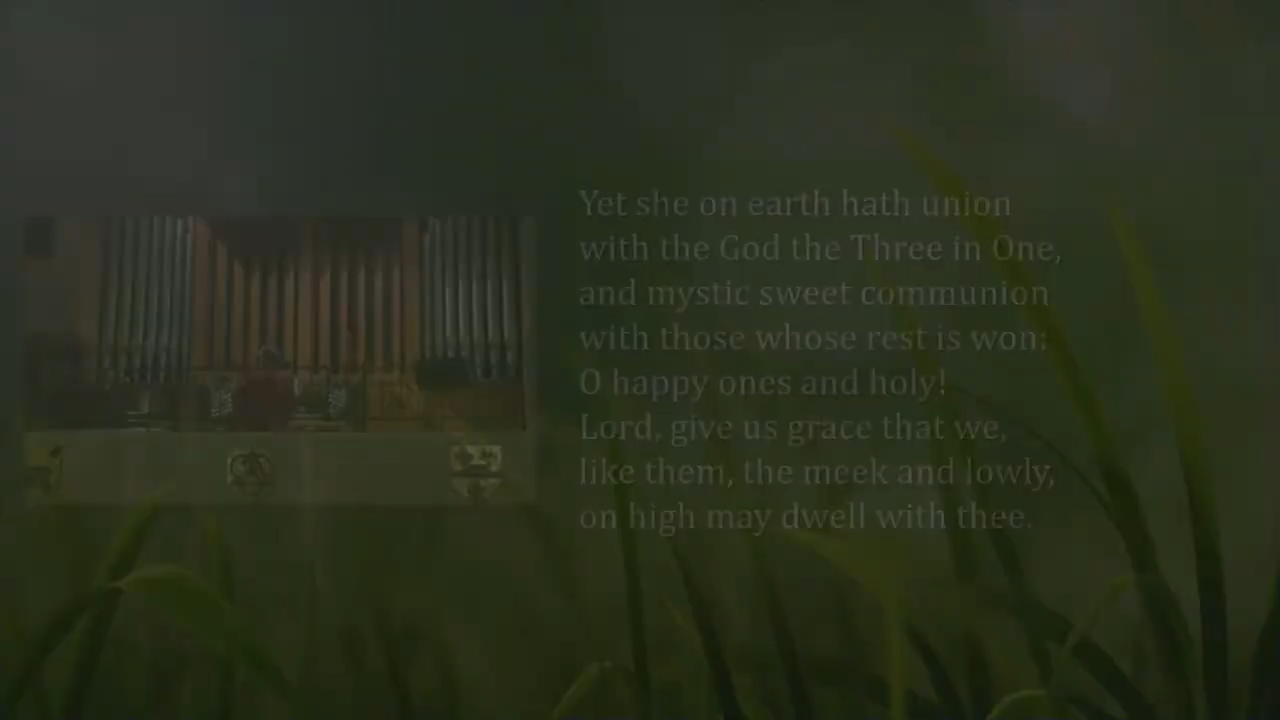 Yet she on earth hath union
with the God the Three in One,
and mystic sweet communion
with those whose rest is won:
O happy ones and holy!
Lord, give us grace that we,
like them, the meek and lowly,
on high may dwell with thee.